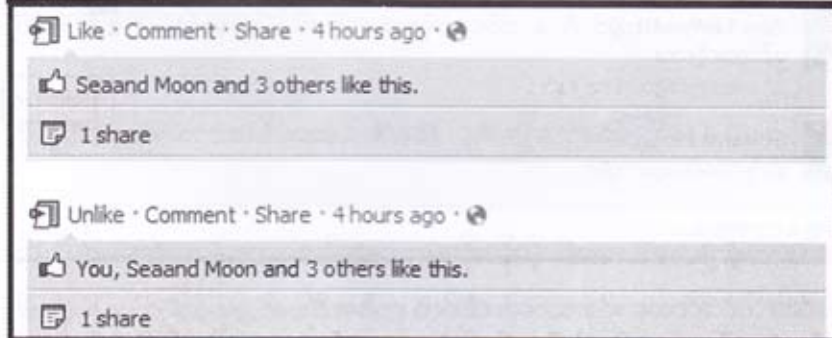 Like · Comment · Share · 4 hours ago ·
Seaand Moon and 3 others like this.
1 share
Unlike · Comment · Share · 4 hours ago ·
You, Seaand Moon and 3 others like this.
1 share